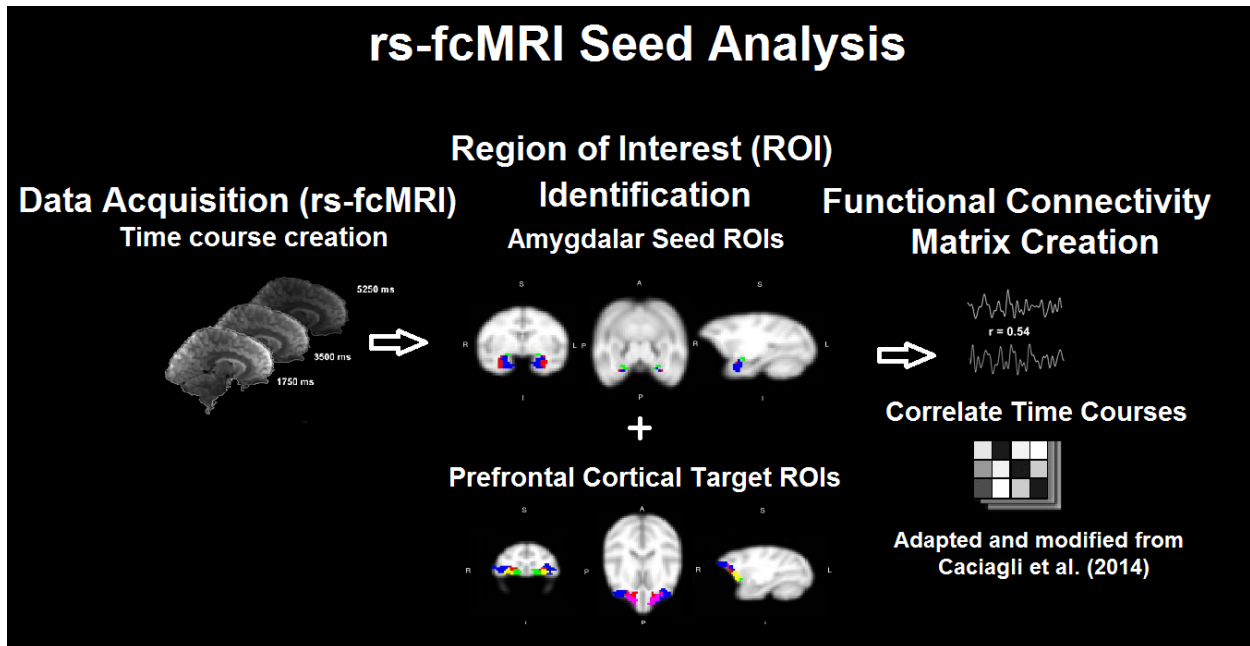 rs-fcMRI Seed Analysis
Data Acquisition (rs-fcMRI)
Time course creation
5250 ms
3500 ms
1750 ms
Region of Interest (ROI)
Identification
Amygdalar Seed ROIs
S A S
R L P R L
I P I
+
Prefrontal Cortical Target ROIs
S A S
R L P R L
I P I
Functional Connectivity
Matrix Creation
r = 0.54
Correlate Time Courses
Adapted and modified from
Caciagli et al. (2014)